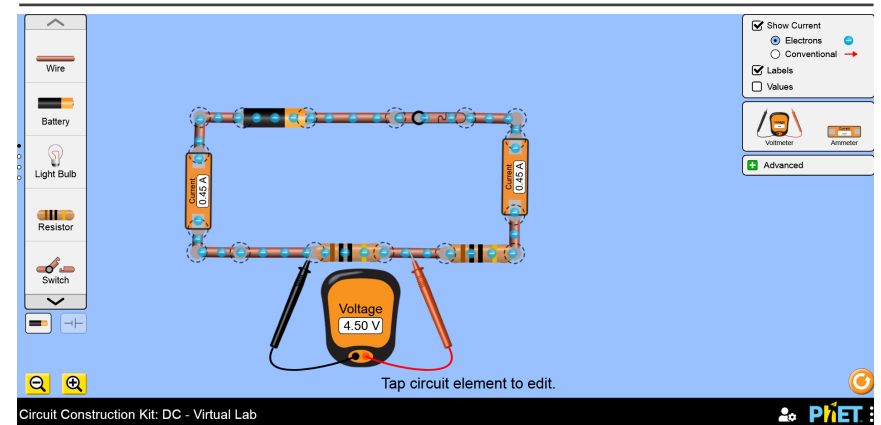 Wire
Battery
Light Bulb
Resistor
Switch
Current
0.45 A
Current
0.45 A
Voltage
4.50 V
Tap circuit element to edit.
Show Current
Electrons
Conventional
Labels
Values
Voltmeter
Ammeter
Advanced
Circuit Construction Kit: DC - Virtual Lab
PhET